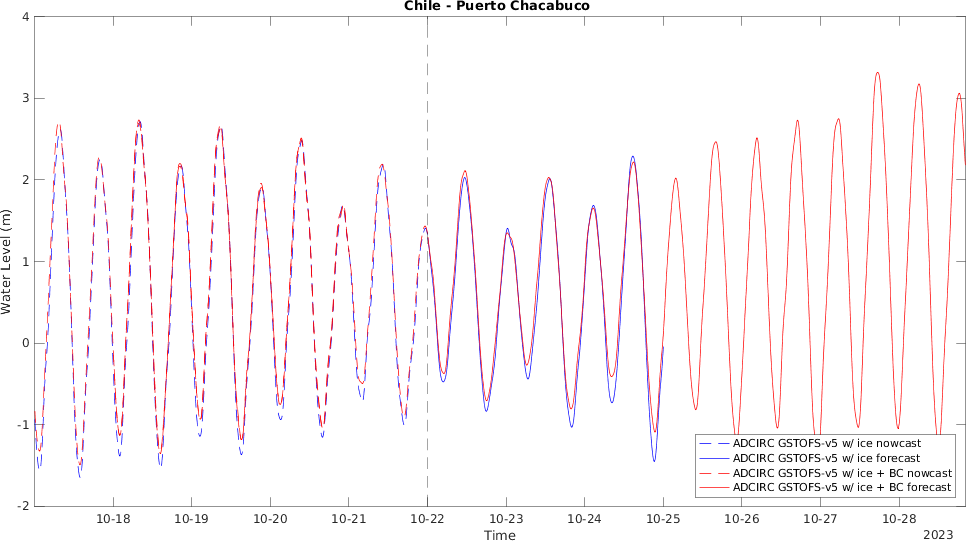 Chile - Puerto Chacabuco
4
3
2
1
0
-1
-2
Water Level (m)
ADCIRC GSTOFS-v5 w/ ice nowcast
ADCIRC GSTOFS-v5 w/ ice forecast
ADCIRC GSTOFS-v5 w/ ice + BC nowcast
ADCIRC GSTOFS-v5 w/ ice + BC forecast
10-18 10-19 10-20 10-21 10-22 10-23 10-24 10-25 10-26 10-27 10-28
Time
2023